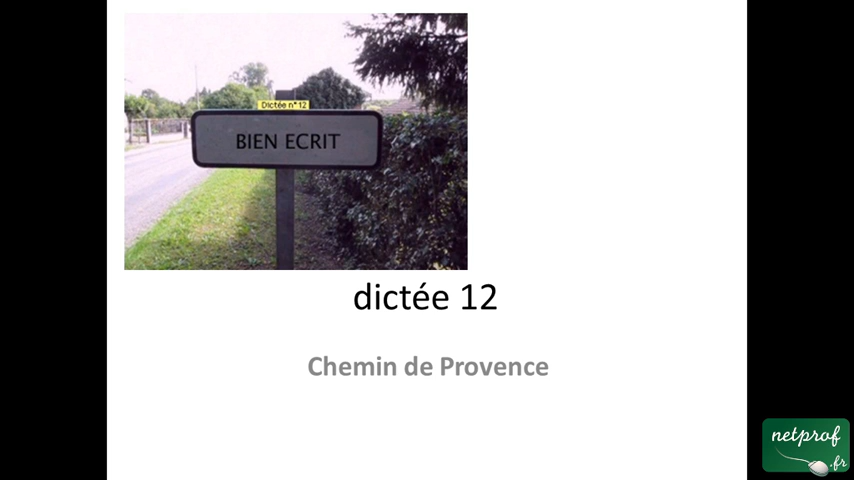 Dictée n°12
BIEN ECRIT
dictée 12
Chemin de Provence
netprof
.fr